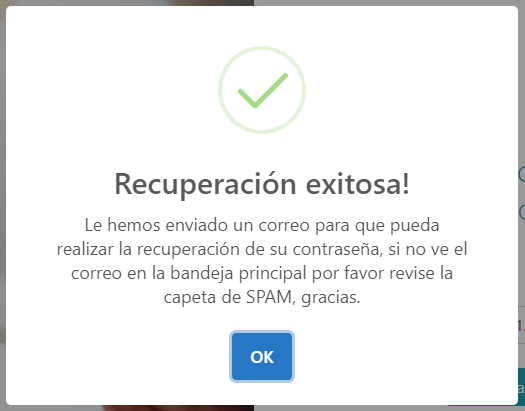 Recuperación exitosa!
Le hemos enviado un correo para que pueda
realizar la recuperación de su contraseña, si no ve el
correo en la bandeja principal por favor revise la
capeta de SPAM, gracias.
OK